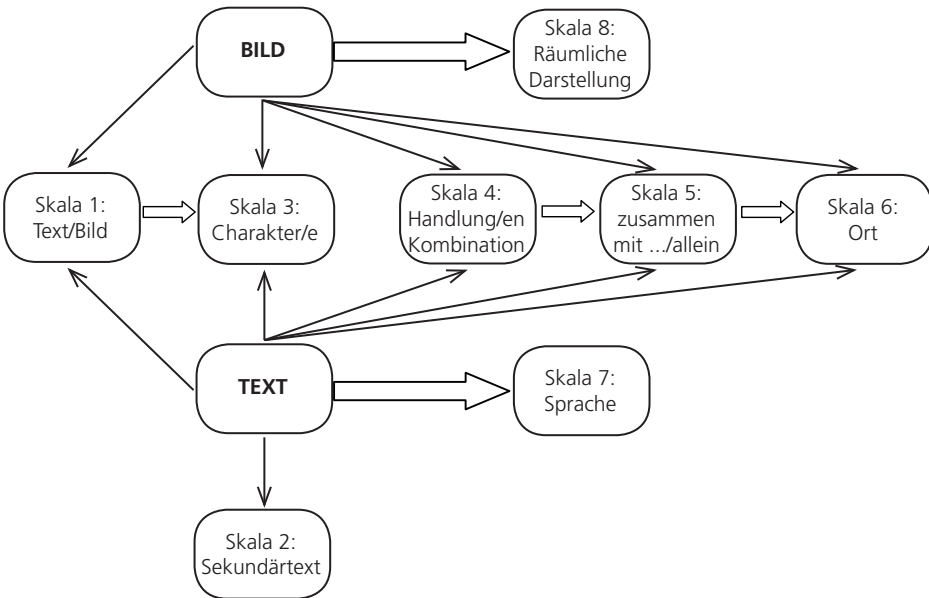 BILD
Skala 8:
Räumliche
Darstellung
Skala 1:
Text/Bild
Skala 3:
Charakter/e
Skala 4:
Handlung/en
Kombination
Skala 5:
zusammen
mit .../allein
Skala 6:
Ort
TEXT
Skala 7:
Sprache
Skala 2:
Sekundärtext